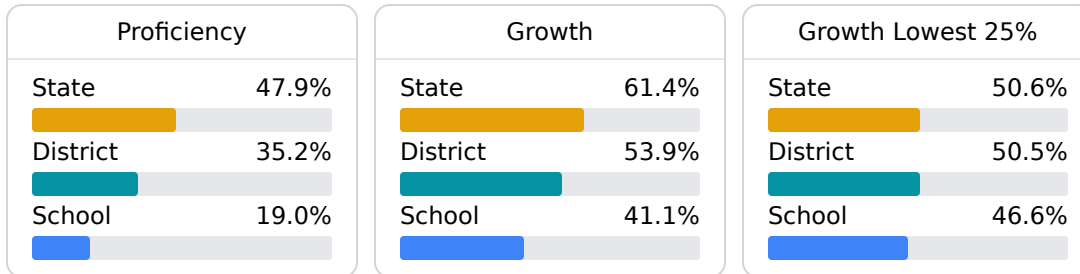 Proficiency
State 47.9%
District 35.2%
School 19.0%
Growth
State 61.4%
District 53.9%
School 41.1%
Growth Lowest 25%
State 50.6%
District 50.5%
School 46.6%